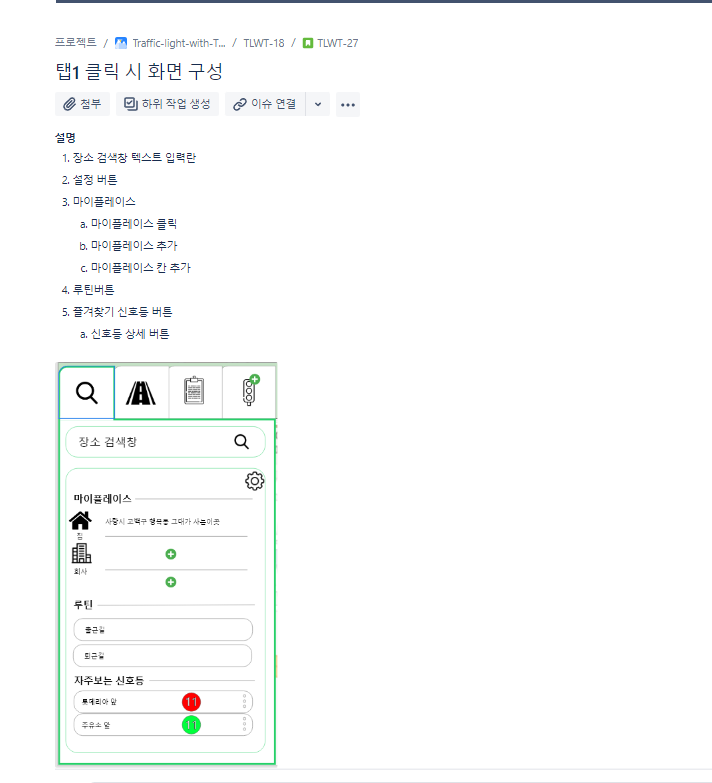 프로젝트 / Traffic-light-with-T... / TLWT-18 / TLWT-27
탭1 클릭 시 화면 구성
첨부 하위 작업 생성 이슈 연결
설명
1. 장소 검색창 텍스트 입력란
2. 설정 버튼
3. 마이플레이스
a. 마이플레이스 클릭
b. 마이플레이스 추가
c. 마이플레이스 칸 추가
4. 루틴버튼
5. 즐겨찾기 신호등 버튼
a. 신호등 상세 버튼
장소 검색창
마이플레이스
사랑시 고백구 행복동 그대가 사는이곳
집
회사
루틴
출근길
퇴근길
자주보는 신호등
롯데리아 앞 11
주유소 앞 11